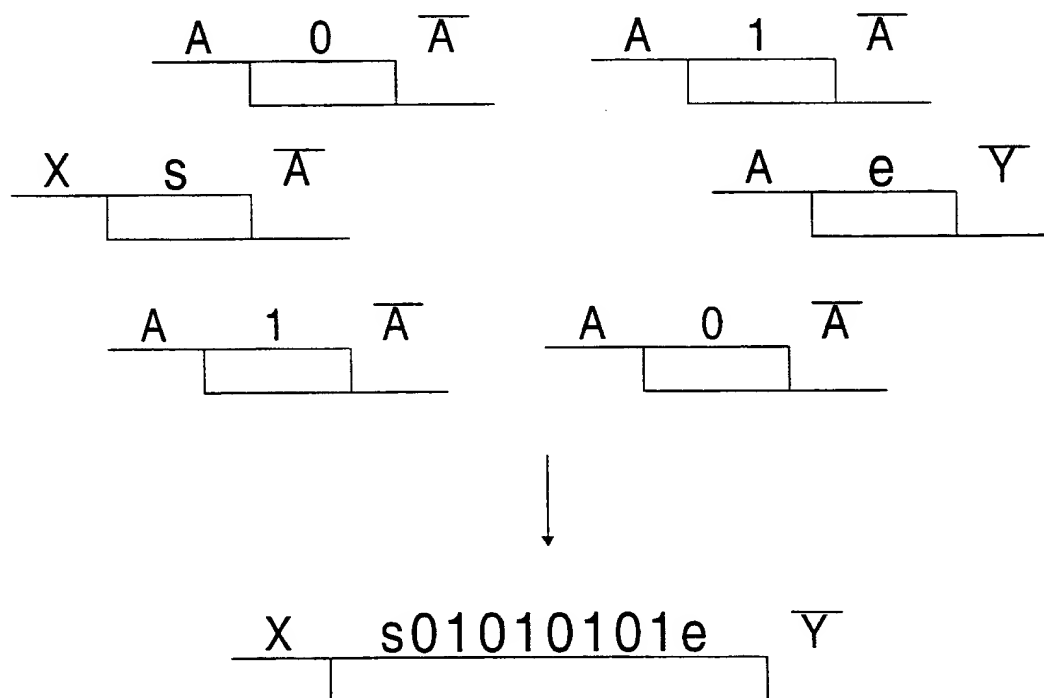 A 0 A̅ A 1 A̅
X s A̅ A e Y̅
A 1 A̅ A 0 A̅
X s01010101e Y̅